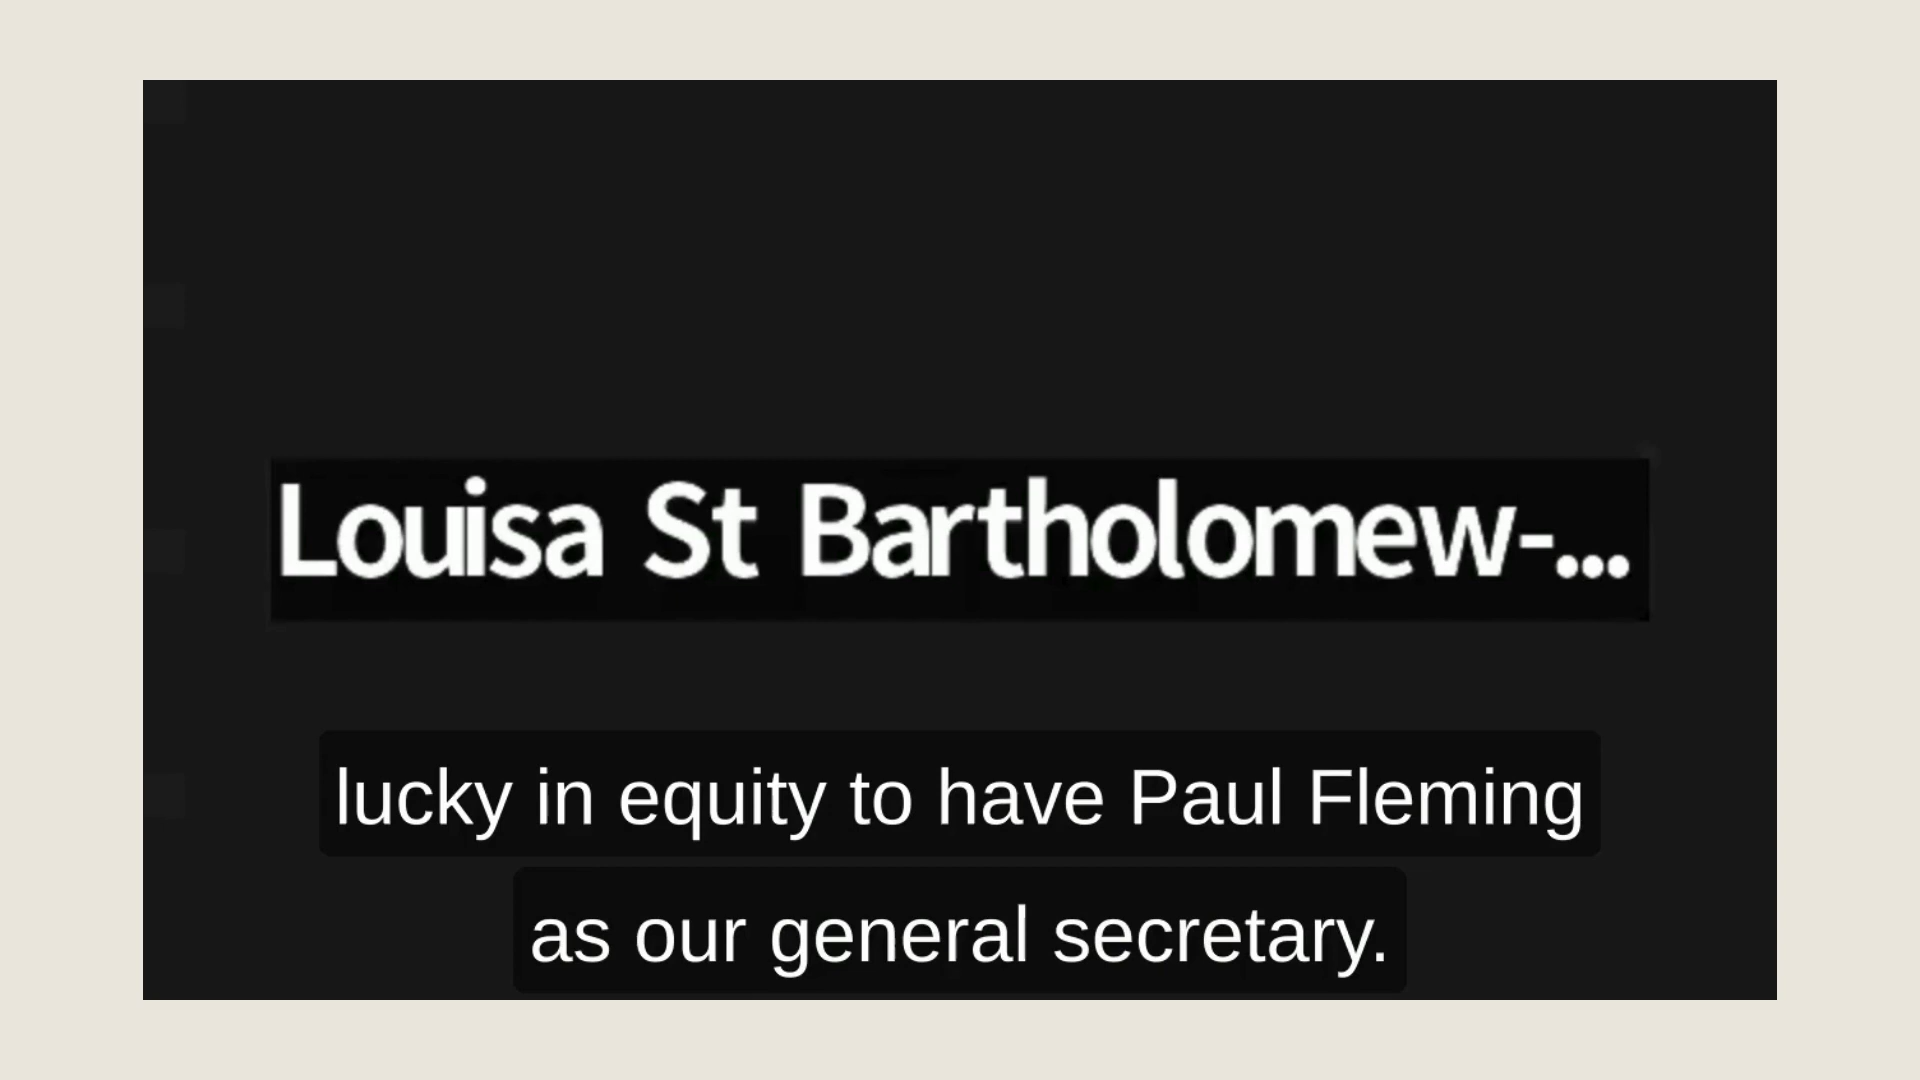 Louisa St Bartholomew-...
lucky in equity to have Paul Fleming
as our general secretary.